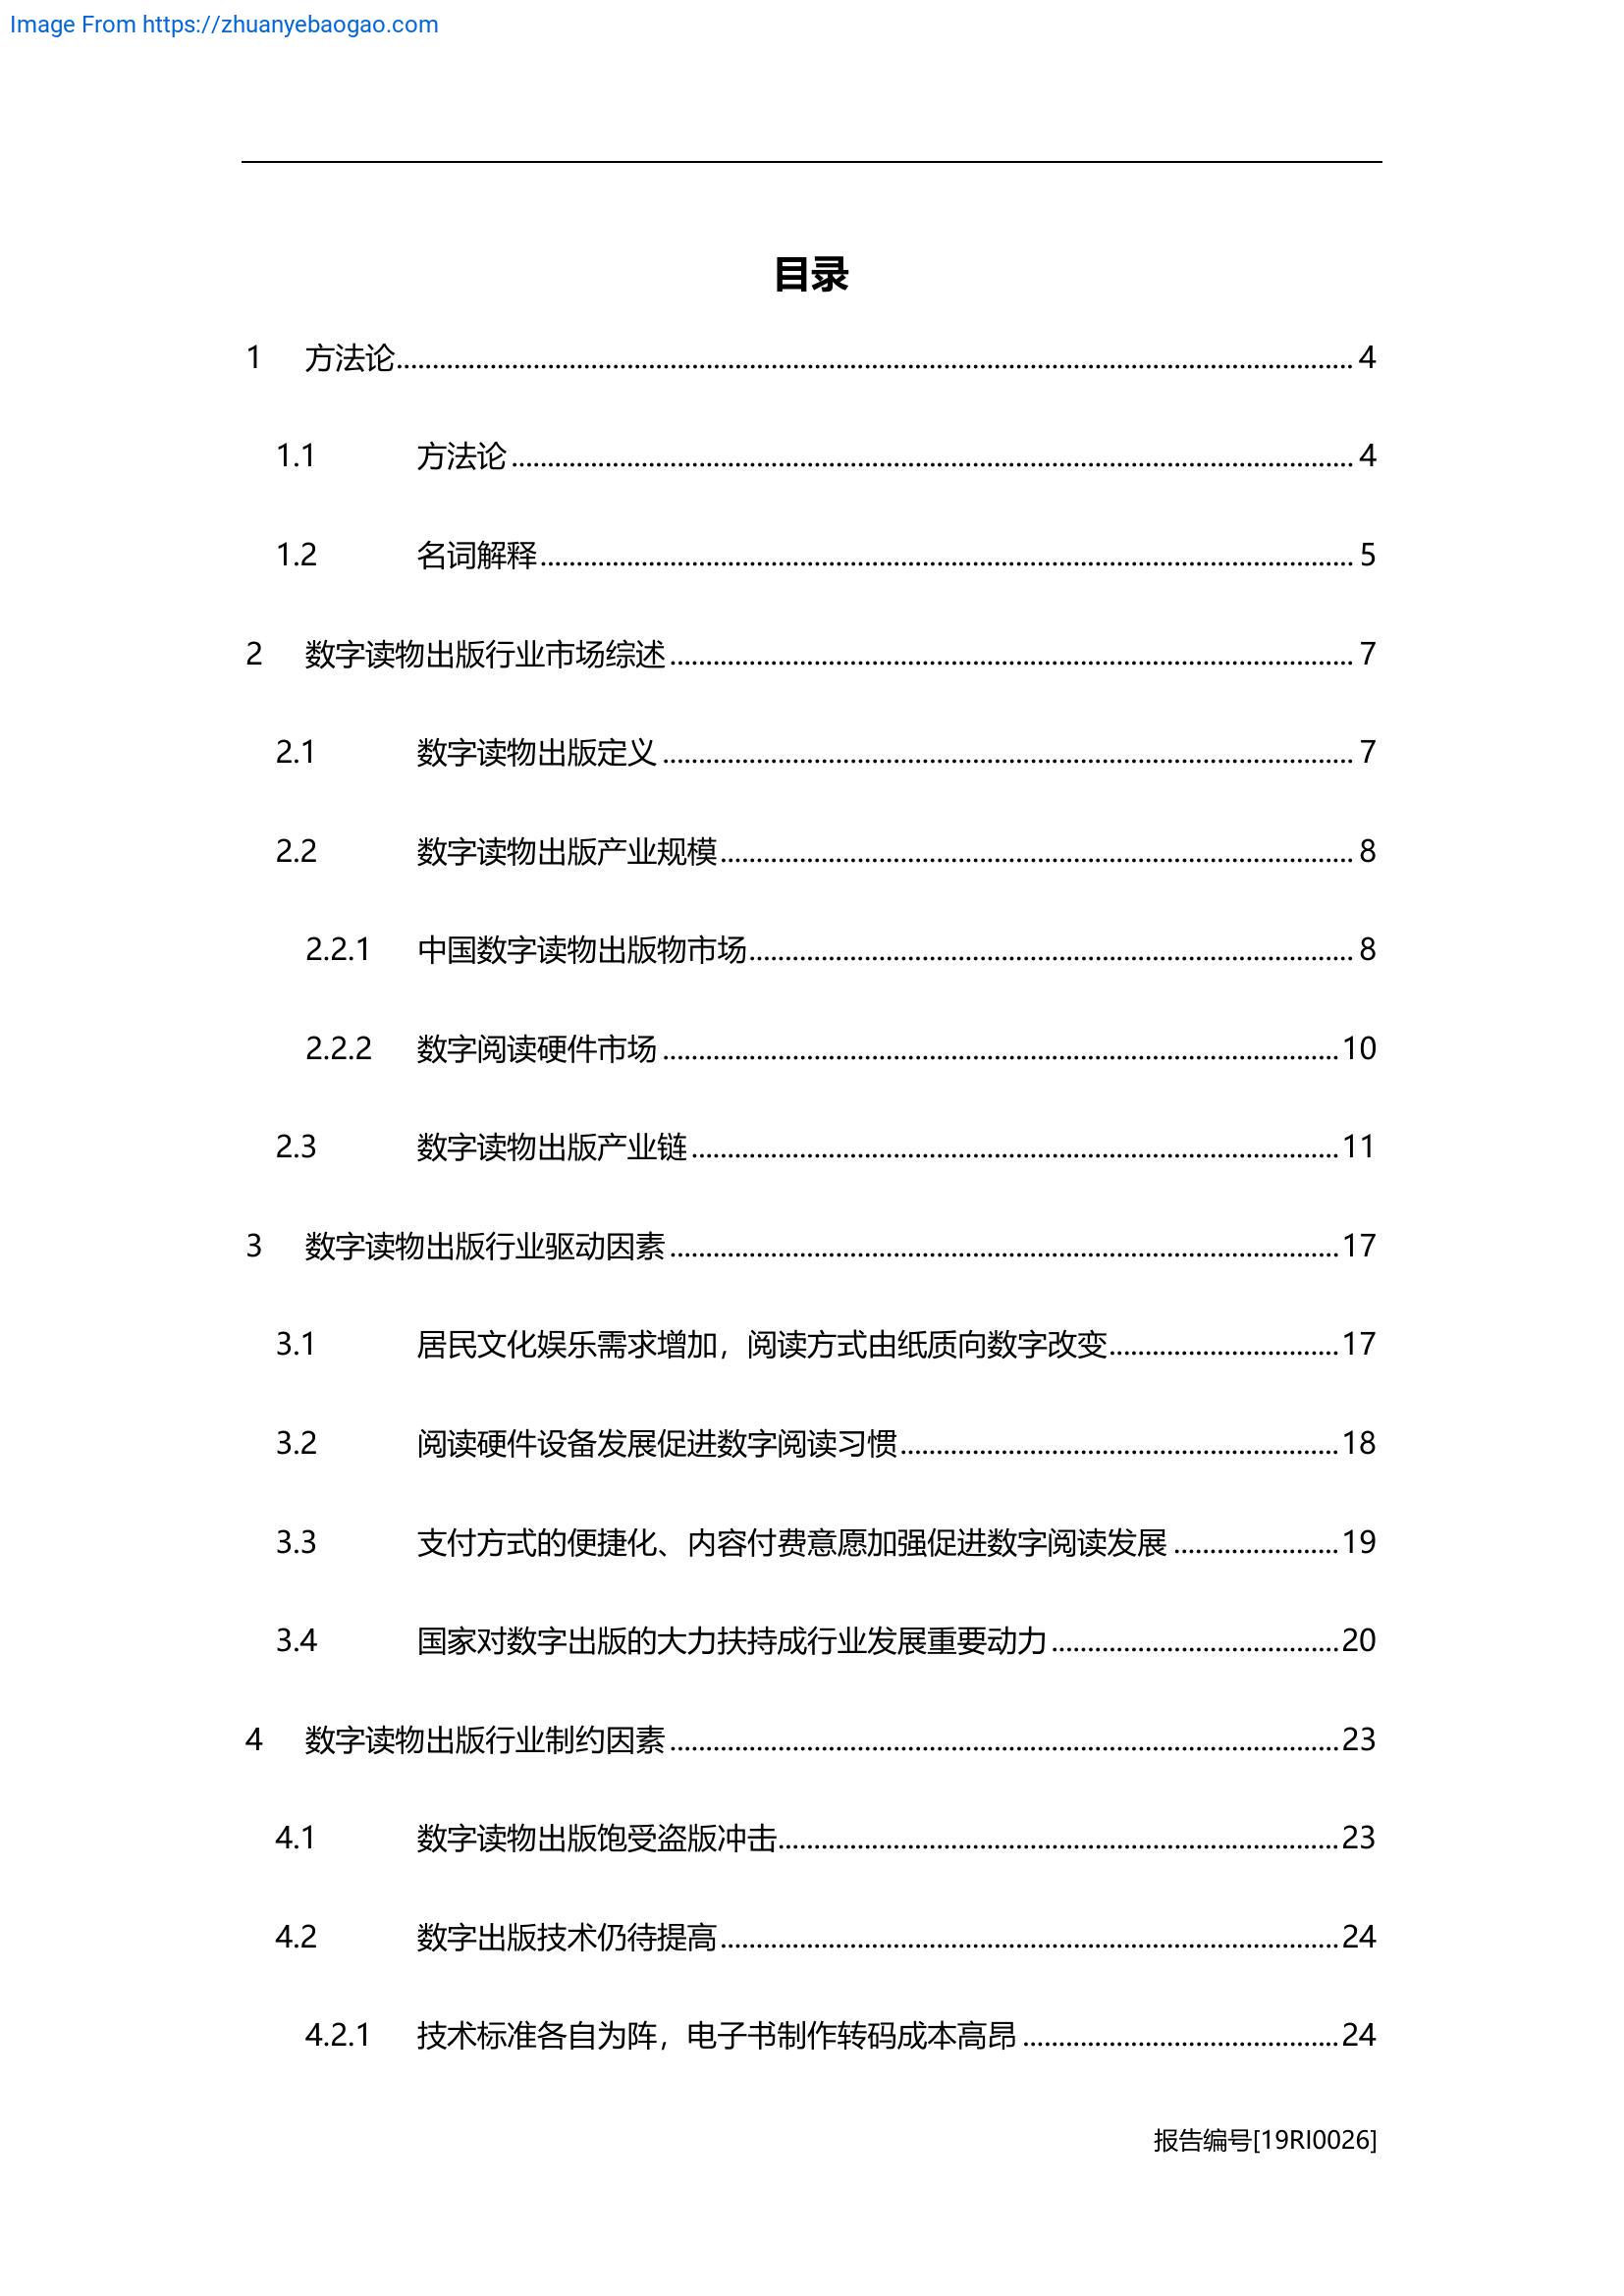 Image From https://zhuanyebaogao.com
目录
1 方法论 4
1.1 方法论 4
1.2 名词解释 5
2 数字读物出版行业市场综述 7
2.1 数字读物出版定义 7
2.2 数字读物出版产业规模 8
2.2.1 中国数字读物出版物市场 8
2.2.2 数字阅读硬件市场 10
2.3 数字读物出版产业链 11
3 数字读物出版行业驱动因素 17
3.1 居民文化娱乐需求增加，阅读方式由纸质向数字改变 17
3.2 阅读硬件设备发展促进数字阅读习惯 18
3.3 支付方式的便捷化、内容付费意愿加强促进数字阅读发展 19
3.4 国家对数字出版的大力扶持成行业发展重要动力 20
4 数字读物出版行业制约因素 23
4.1 数字读物出版饱受盗版冲击 23
4.2 数字出版技术仍待提高 24
4.2.1 技术标准各自为阵，电子书制作转码成本高昂 24
报告编号[19RI0026]